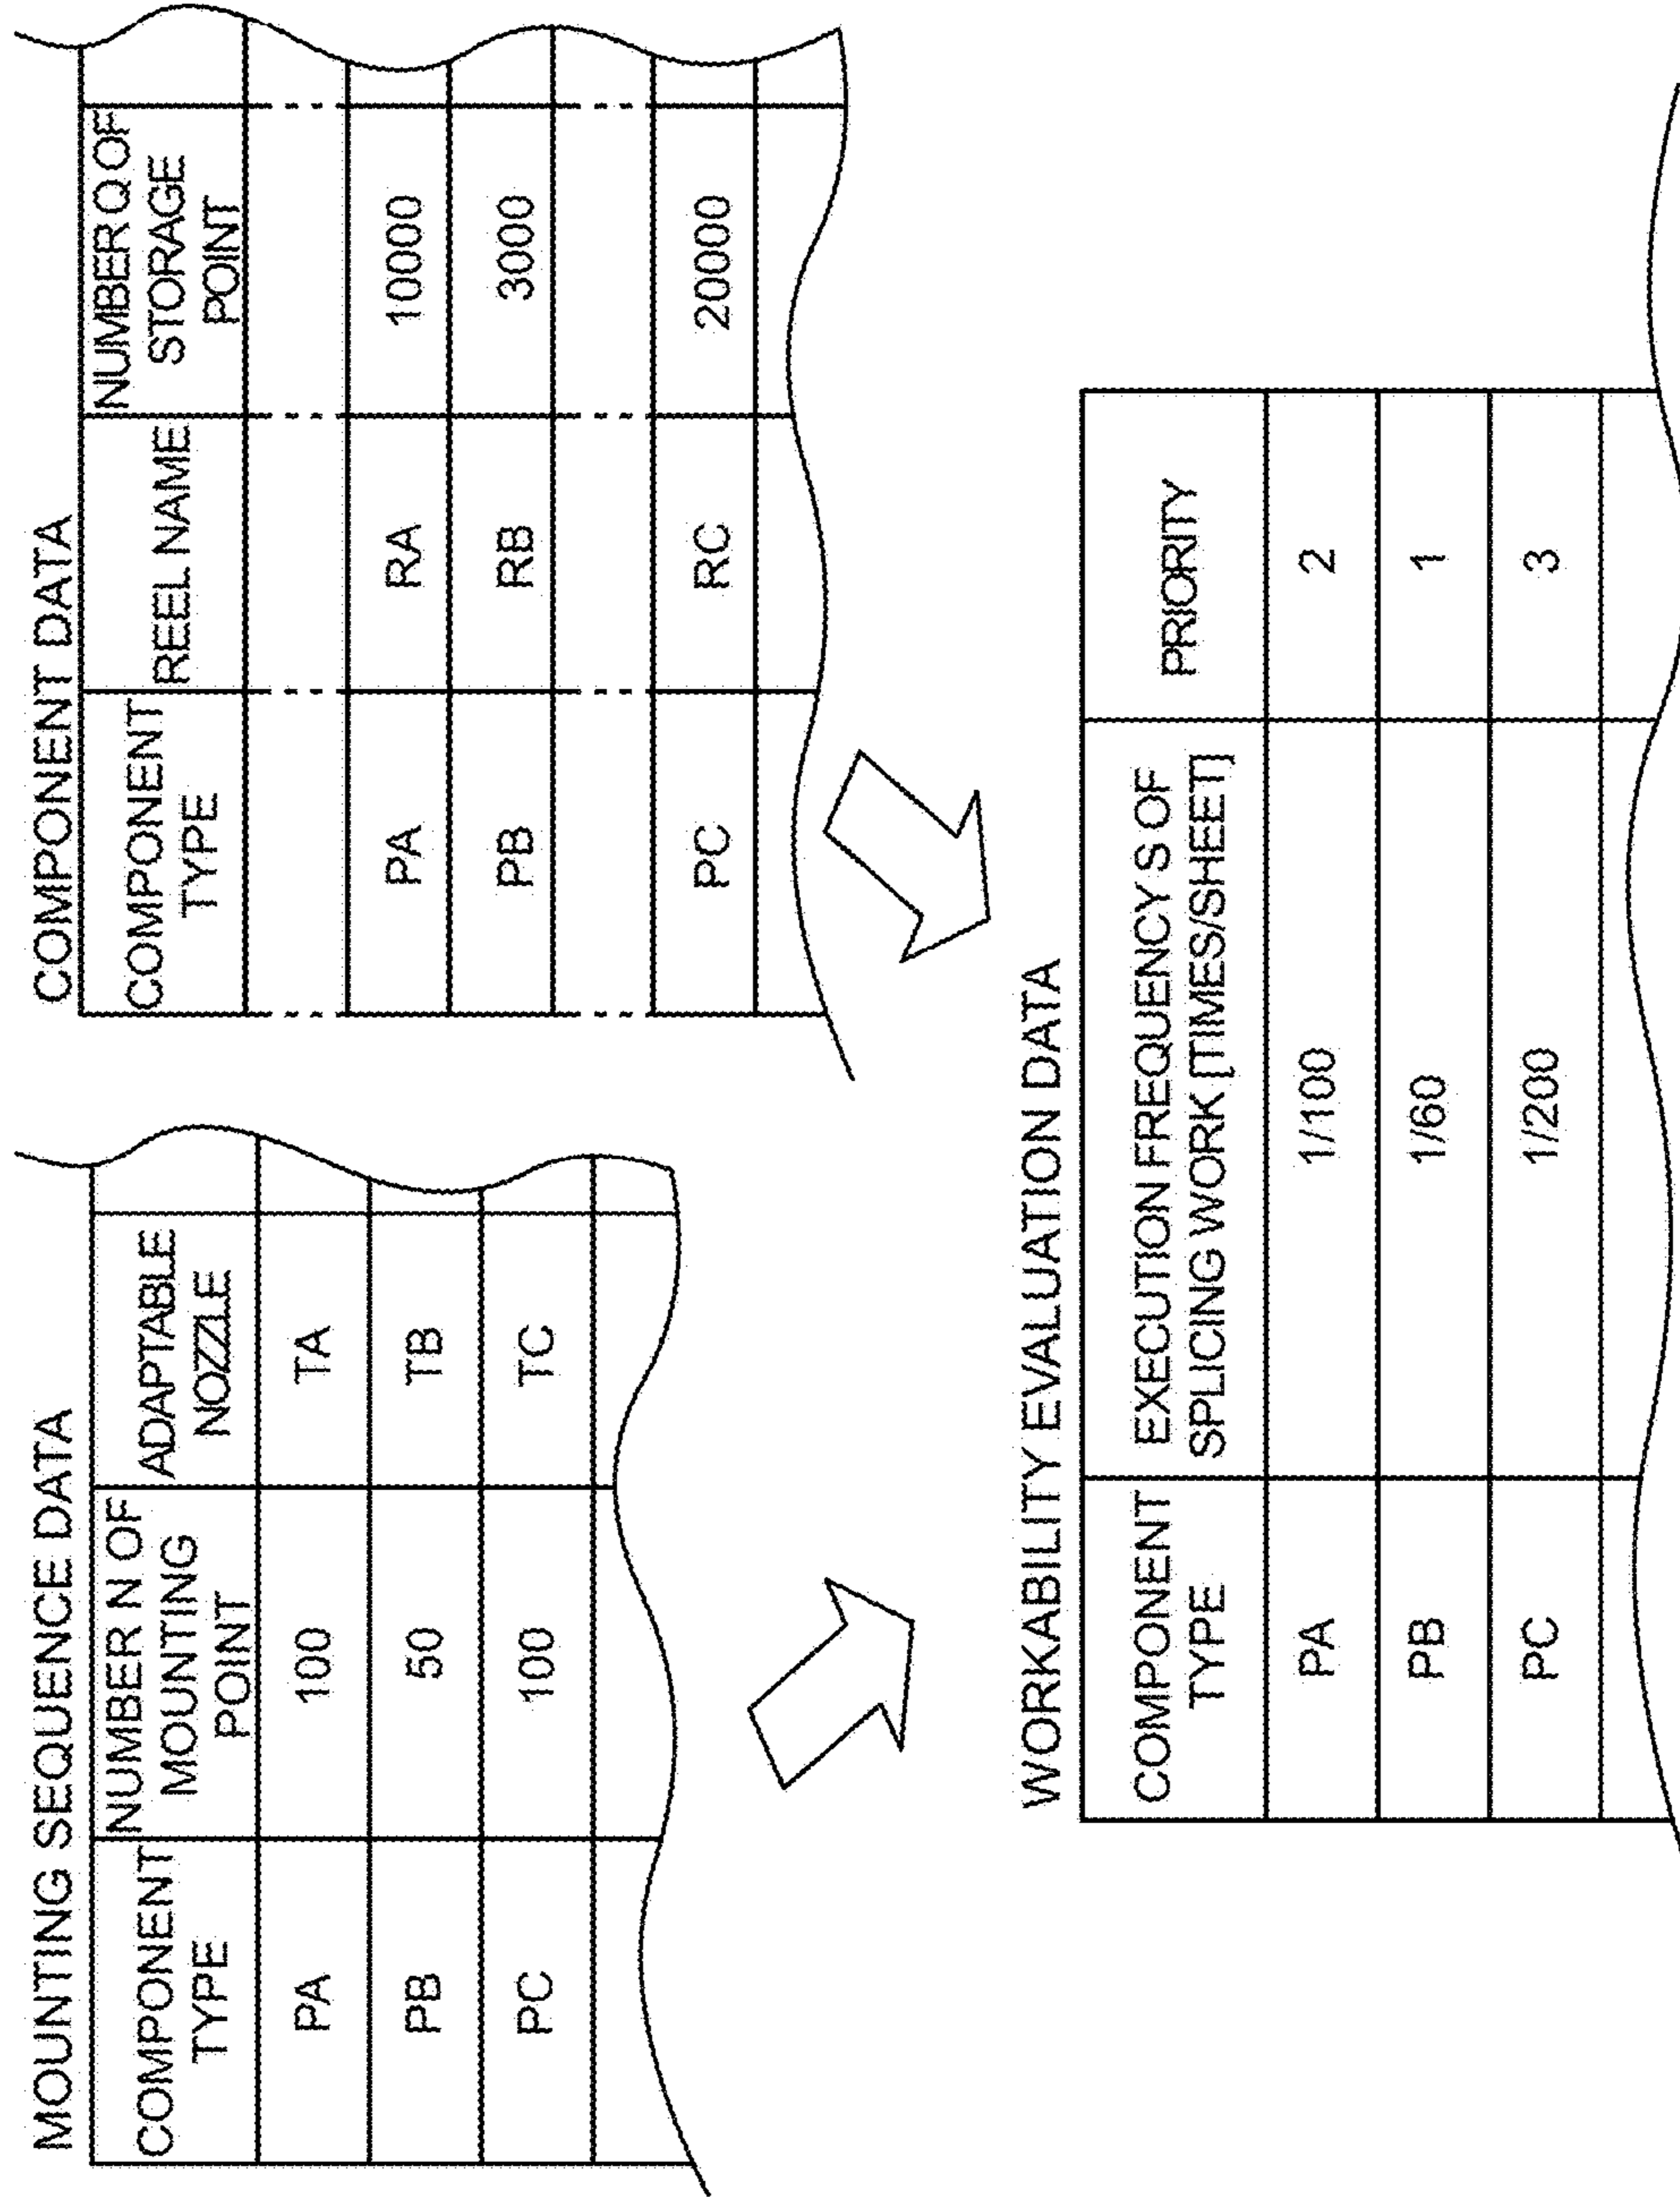 MOUNTING SEQUENCE DATA
COMPONENT TYPE NUMBER N OF MOUNTING POINT ADAPTABLE NOZZLE
PA 100 TA
PB 50 TB
PC 100 TC
COMPONENT DATA
COMPONENT TYPE REEL NAME NUMBER Q OF STORAGE POINT
PA RA 10000
PB RB 3000
PC RC 20000
WORKABILITY EVALUATION DATA
COMPONENT TYPE EXECUTION FREQUENCY S OF SPLICING WORK [TIMES/SHEET] PRIORITY
PA 1/100 2
PB 1/60 1
PC 1/200 3